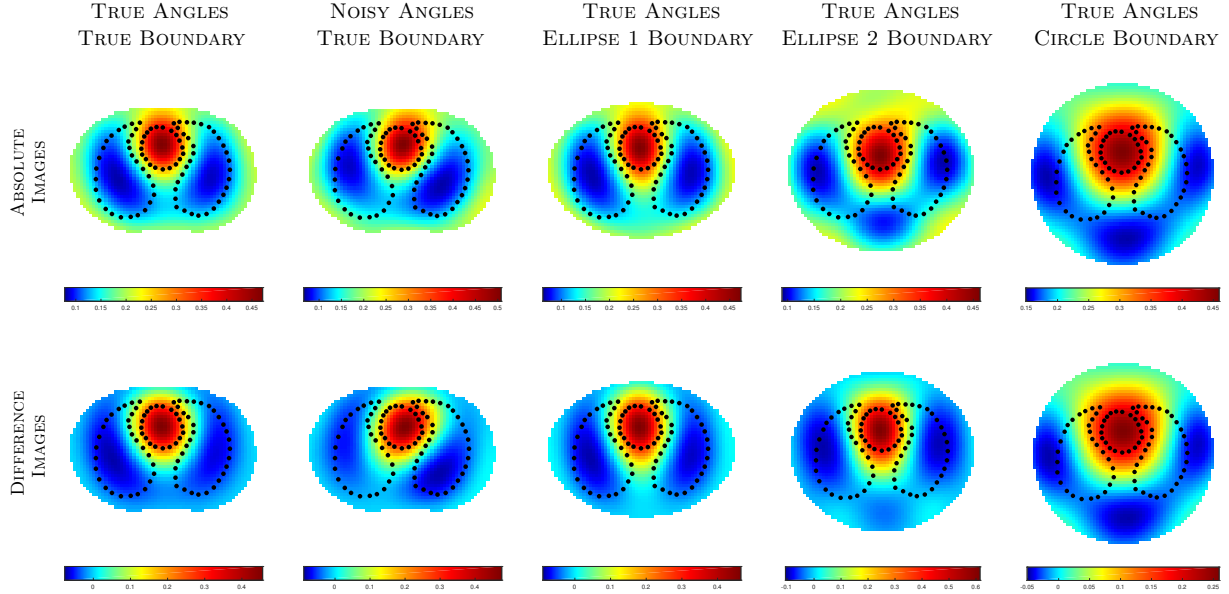 True Angles True Boundary
Noisy Angles True Boundary
True Angles Ellipse 1 Boundary
True Angles Ellipse 2 Boundary
True Angles Circle Boundary
Absolute Images
0.1 0.15 0.2 0.25 0.3 0.35 0.4 0.45
0.1 0.15 0.2 0.25 0.3 0.35 0.4 0.45 0.5
0.1 0.15 0.2 0.25 0.3 0.35 0.4 0.45
0.1 0.15 0.2 0.25 0.3 0.35 0.4 0.45
0.15 0.2 0.25 0.3 0.35 0.4 0.45
Difference Images
0 0.1 0.2 0.3 0.4
0 0.1 0.2 0.3 0.4
0 0.1 0.2 0.3 0.4
-0.1 0 0.1 0.2 0.3 0.4 0.5 0.6
-0.05 0 0.05 0.1 0.15 0.2 0.25